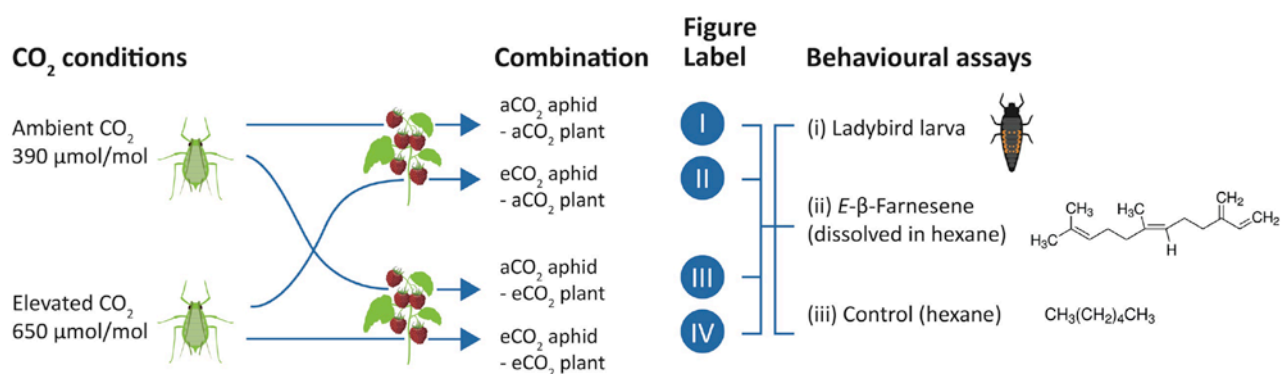 CO₂ conditions
Combination
Figure
Label
Behavioural assays
Ambient CO₂
390 µmol/mol
aCO₂ aphid
- aCO₂ plant
I
(i) Ladybird larva
eCO₂ aphid
- aCO₂ plant
II
(ii) E-β-Farnesene
(dissolved in hexane)
CH₃
H₃C
H₃C
H
CH₂
CH₂
Elevated CO₂
650 µmol/mol
aCO₂ aphid
- eCO₂ plant
III
(iii) Control (hexane)
CH₃(CH₂)₄CH₃
eCO₂ aphid
- eCO₂ plant
IV